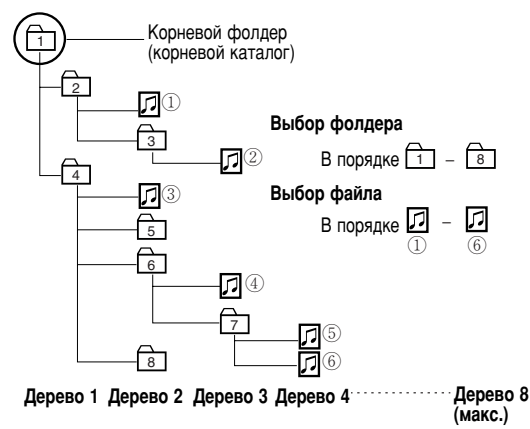 1
Корневой фолдер
(корневой каталог)
2
①
3
②
4
③
5
6
④
7
⑤
⑥
8
Выбор фолдера
В порядке 1 – 8
Выбор файла
В порядке –
① ⑥
Дерево 1 Дерево 2 Дерево 3 Дерево 4 ············ Дерево 8
(макс.)